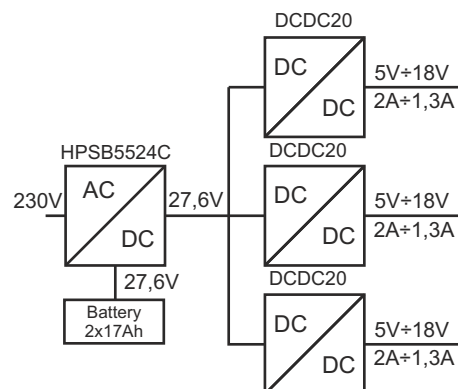 DCDC20
DC
DC
5V÷18V
2A÷1,3A
HPSB5524C
AC
DC
230V
27,6V
27,6V
Battery
2x17Ah
DCDC20
DC
DC
5V÷18V
2A÷1,3A
DCDC20
DC
DC
5V÷18V
2A÷1,3A